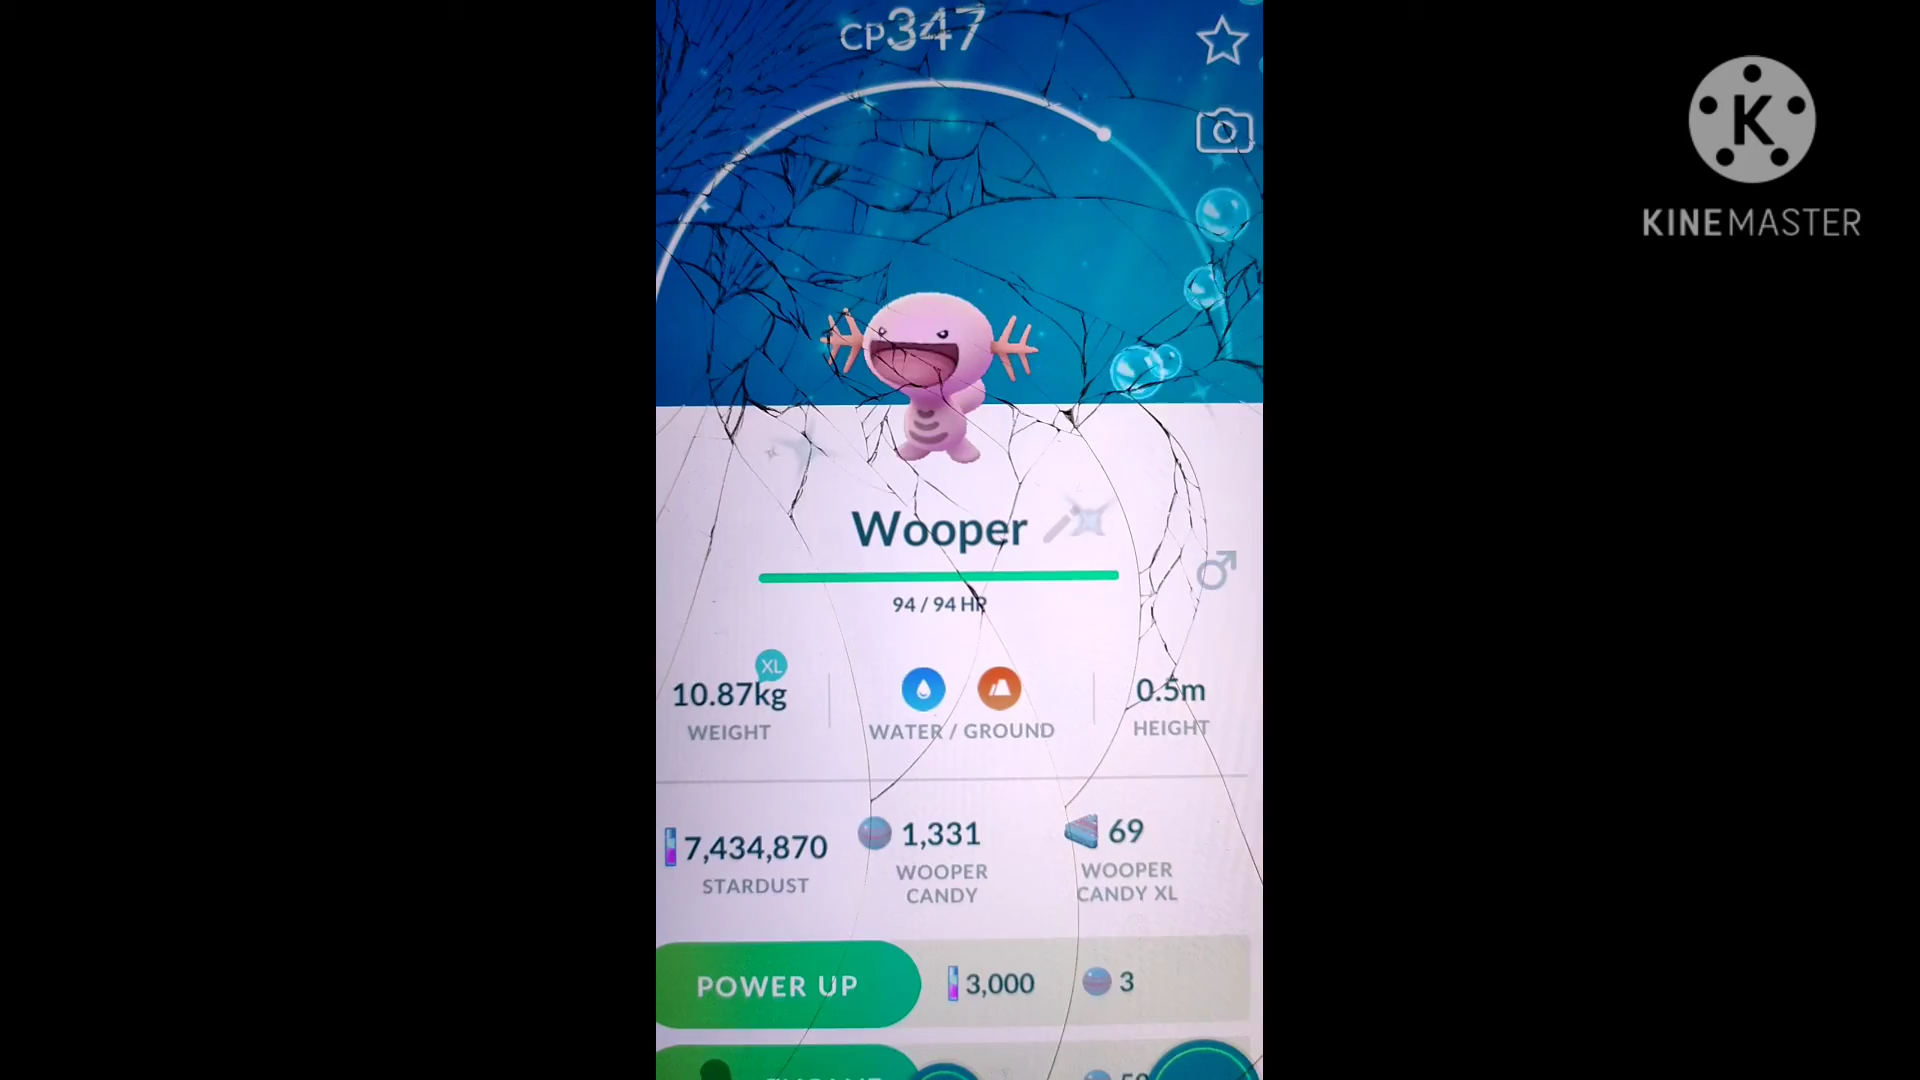 CP347
K
KINEMASTER
Wooper
94 / 94 HP
XL
10.87kg
WEIGHT
WATER / GROUND
0.5m
HEIGHT
7,434,870
STARDUST
1,331
WOOPER
CANDY
69
WOOPER
CANDY XL
POWER UP
3,000
3